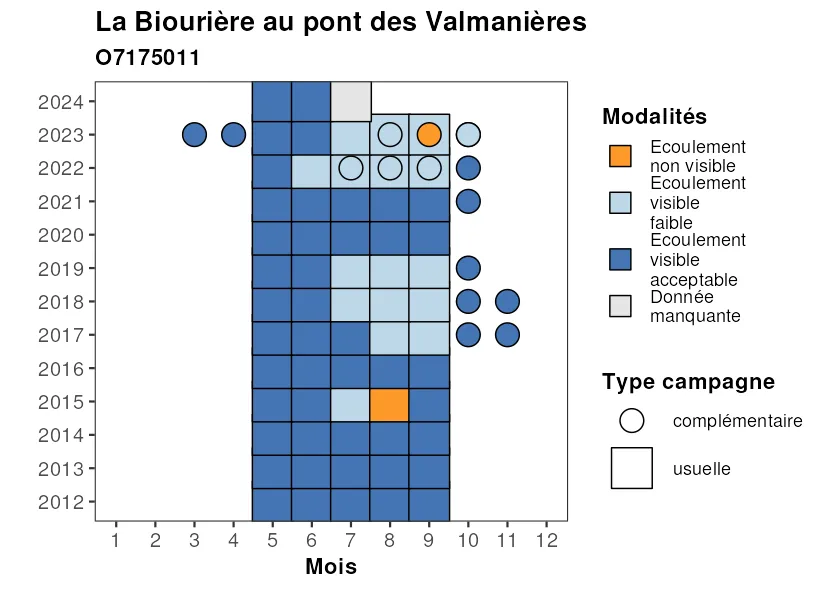 La Biourière au pont des Valmanières
O7175011
2024
2023
2022
2021
2020
2019
2018
2017
2016
2015
2014
2013
2012
1 2 3 4 5 6 7 8 9 10 11 12
Mois
Modalités
Ecoulement
non visible
Ecoulement
visible
faible
Ecoulement
visible
acceptable
Donnée
manquante
Type campagne
complémentaire
usuelle